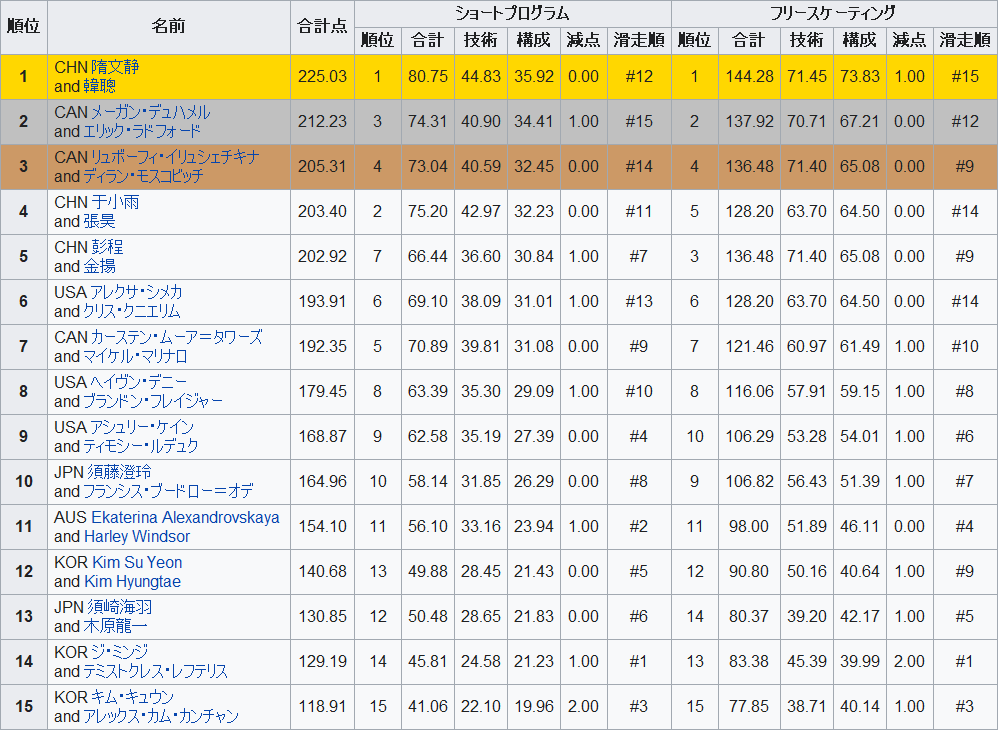 順位 名前 合計点 ショートプログラム フリースケーティング
順位 合計 技術 構成 減点 滑走順 順位 合計 技術 構成 減点 滑走順
1 CHN 隋文静 and 韓聰 225.03 1 80.75 44.83 35.92 0.00 #12 1 144.28 71.45 73.83 1.00 #15
2 CAN メーガン・デュハメル and エリック・ラドフォード 212.23 3 74.31 40.90 34.41 1.00 #15 2 137.92 70.71 67.21 0.00 #12
3 CAN リュボーフィ・イリュシェチキナ and ディラン・モスコビッチ 205.31 4 73.04 40.59 32.45 0.00 #14 4 136.48 71.40 65.08 0.00 #9
4 CHN 于小雨 and 張昊 203.40 2 75.20 42.97 32.23 0.00 #11 5 128.20 63.70 64.50 0.00 #14
5 CHN 彭程 and 金揚 202.92 7 66.44 36.60 30.84 1.00 #7 3 136.48 71.40 65.08 0.00 #9
6 USA アレクサ・シメカ and クリス・クニエリム 193.91 6 69.10 38.09 31.01 1.00 #13 6 128.20 63.70 64.50 0.00 #14
7 CAN カーステン・ムーア＝タワーズ and マイケル・マリナロ 192.35 5 70.89 39.81 31.08 1.00 #9 7 121.46 60.97 61.49 1.00 #10
8 USA ヘイヴン・デニー and ブランドン・フレイジャー 179.45 8 63.39 35.30 29.09 1.00 #10 8 116.06 57.91 59.15 1.00 #8
9 USA アシュリー・ケイン and ティモシー・ルデュク 168.87 9 62.58 35.19 27.39 0.00 #4 10 106.29 53.28 54.01 1.00 #6
10 JPN 須藤澄玲 and フランシス・ブードロー＝オデ 164.96 10 58.14 31.85 26.29 0.00 #8 9 106.82 56.43 51.39 1.00 #7
11 AUS Ekaterina Alexandrovskaya and Harley Windsor 154.10 11 56.10 33.16 23.94 1.00 #2 11 98.00 51.89 46.11 0.00 #4
12 KOR Kim Su Yeon and Kim Hyungtae 140.68 13 49.88 28.45 21.43 0.00 #5 12 90.80 50.16 40.64 1.00 #9
13 JPN 須崎海羽 and 木原龍一 130.85 12 50.48 28.65 21.83 0.00 #6 14 80.37 39.20 42.17 1.00 #5
14 KOR ジ・ミンジ and テミストクレス・レフテリス 129.19 14 45.81 24.58 21.23 1.00 #1 13 83.38 45.39 39.99 2.00 #1
15 KOR キム・キュウン and アレックス・カム・カンチャン 118.91 15 41.06 22.10 19.96 2.00 #3 15 77.85 38.71 40.14 1.00 #3